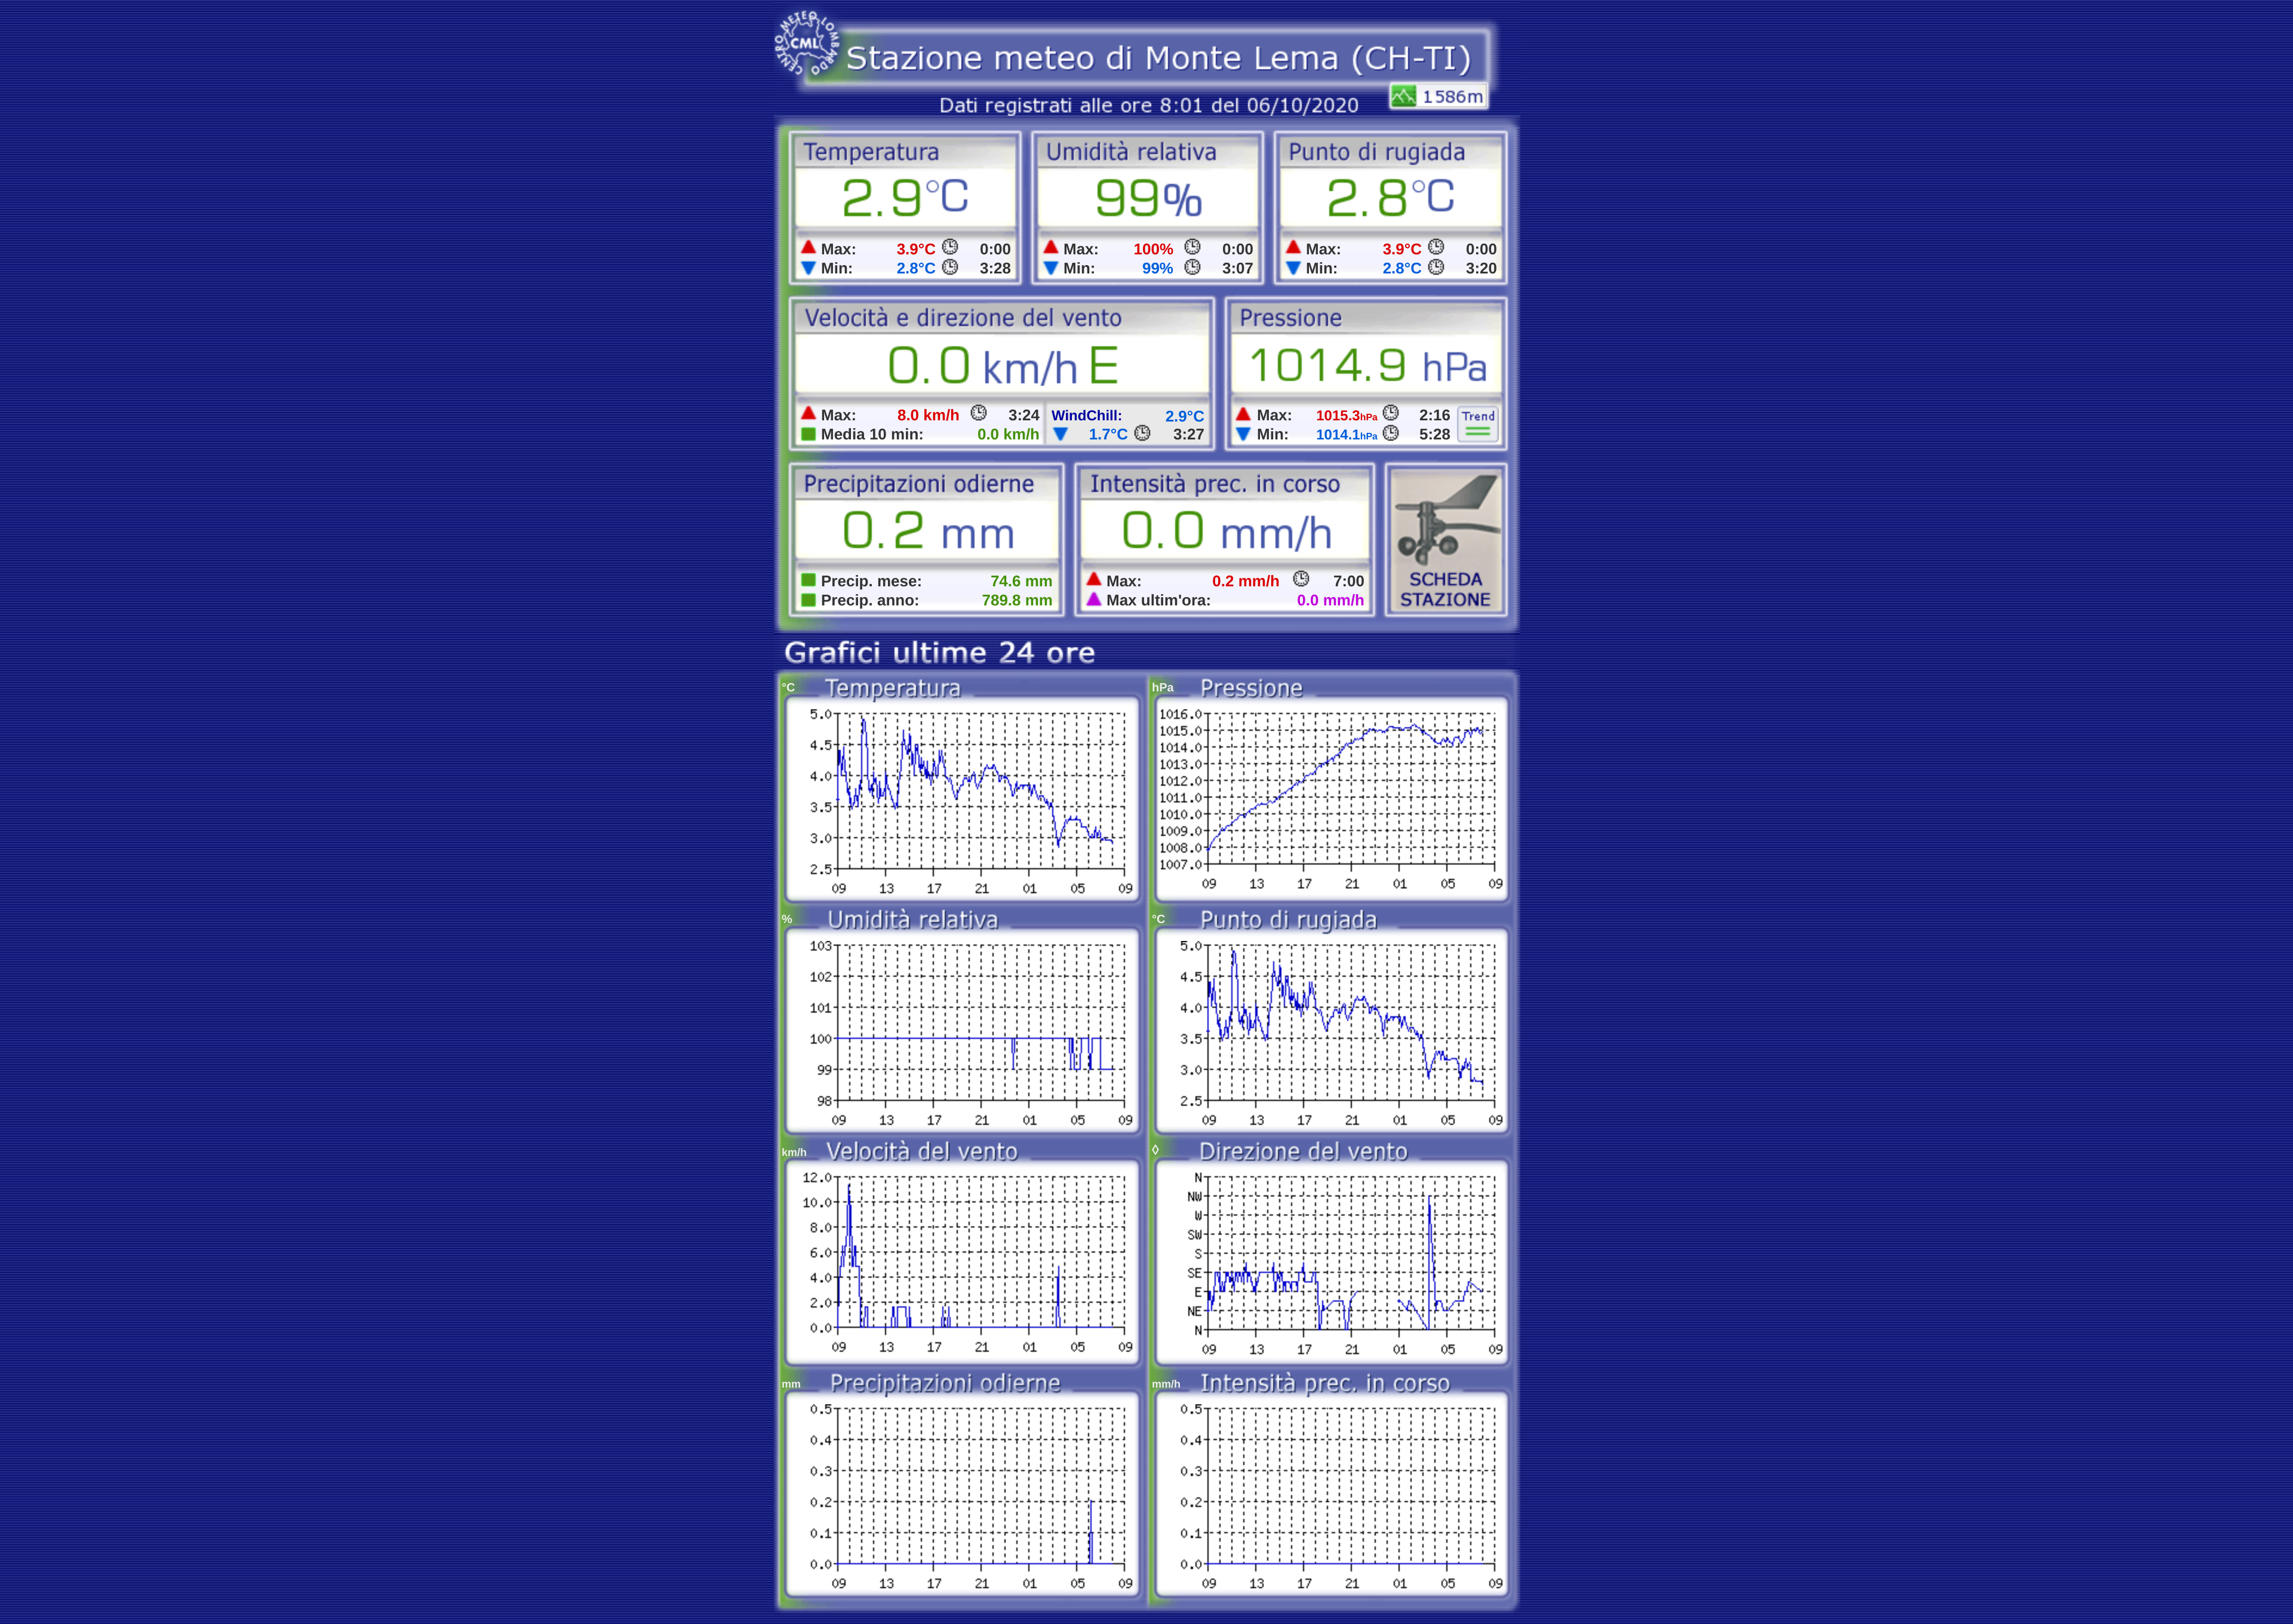 CENTRO METEO LOMBARDO
CML
Stazione meteo di Monte Lema (CH-TI)
1586m
Dati registrati alle ore 8:01 del 06/10/2020
Temperatura
2.9°C
Max: 3.9°C 0:00
Min: 2.8°C 3:28
Umidità relativa
99%
Max: 100% 0:00
Min: 99% 3:07
Punto di rugiada
2.8°C
Max: 3.9°C 0:00
Min: 2.8°C 3:20
Velocità e direzione del vento
0.0 km/h E
Max: 8.0 km/h 3:24
Media 10 min: 0.0 km/h
WindChill: 2.9°C
1.7°C 3:27
Pressione
1014.9 hPa
Max: 1015.3hPa 2:16
Min: 1014.1hPa 5:28
Trend
Precipitazioni odierne
0.2 mm
Precip. mese: 74.6 mm
Precip. anno: 789.8 mm
Intensità prec. in corso
0.0 mm/h
Max: 0.2 mm/h 7:00
Max ultim'ora: 0.0 mm/h
SCHEDA
STAZIONE
Grafici ultime 24 ore
°C Temperatura
5.0
4.5
4.0
3.5
3.0
2.5
09 13 17 21 01 05 09
hPa Pressione
1016.0
1015.0
1014.0
1013.0
1012.0
1011.0
1010.0
1009.0
1008.0
1007.0
09 13 17 21 01 05 09
% Umidità relativa
103
102
101
100
99
98
09 13 17 21 01 05 09
°C Punto di rugiada
5.0
4.5
4.0
3.5
3.0
2.5
09 13 17 21 01 05 09
km/h Velocità del vento
12.0
10.0
8.0
6.0
4.0
2.0
0.0
09 13 17 21 01 05 09
◊ Direzione del vento
N
NW
W
SW
S
SE
E
NE
N
09 13 17 21 01 05 09
mm Precipitazioni odierne
0.5
0.4
0.3
0.2
0.1
0.0
09 13 17 21 01 05 09
mm/h Intensità prec. in corso
0.5
0.4
0.3
0.2
0.1
0.0
09 13 17 21 01 05 09